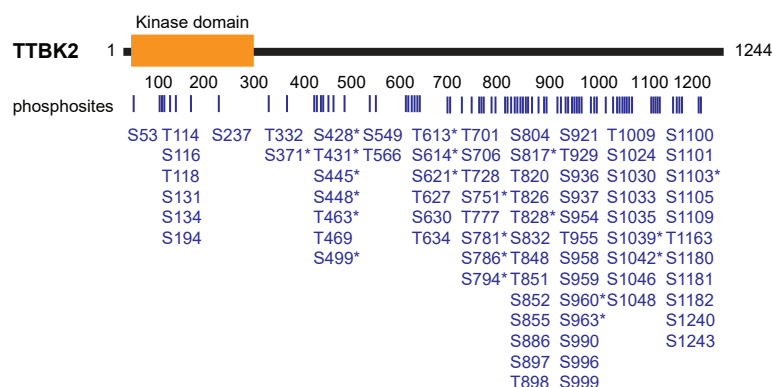 Kinase domain
TTBK2 1 1244
100 200 300 400 500 600 700 800 900 1000 1100 1200
phosphosites
S53 T114 S237 T332 S428* S549 T613* T701 S804 S921 T1009 S1100
S116 S371* T431* T566 S614* S706 S817* T929 S1024 S1101
T118 S445* S621* T728 T820 S936 S1030 S1103*
S131 S448* T627 S751* T826 S937 S1033 S1105
S134 T463* S630 T777 T828* S954 S1035 S1109
S194 T469 T634 S781* S832 T955 S1039* T1163
S499* S786* T848 S958 S1042* S1180
S794* T851 S959 S1046 S1181
S852 S960* S1048 S1182
S855 S963* S1240
S886 S990 S1243
S897 S996
T898 S999